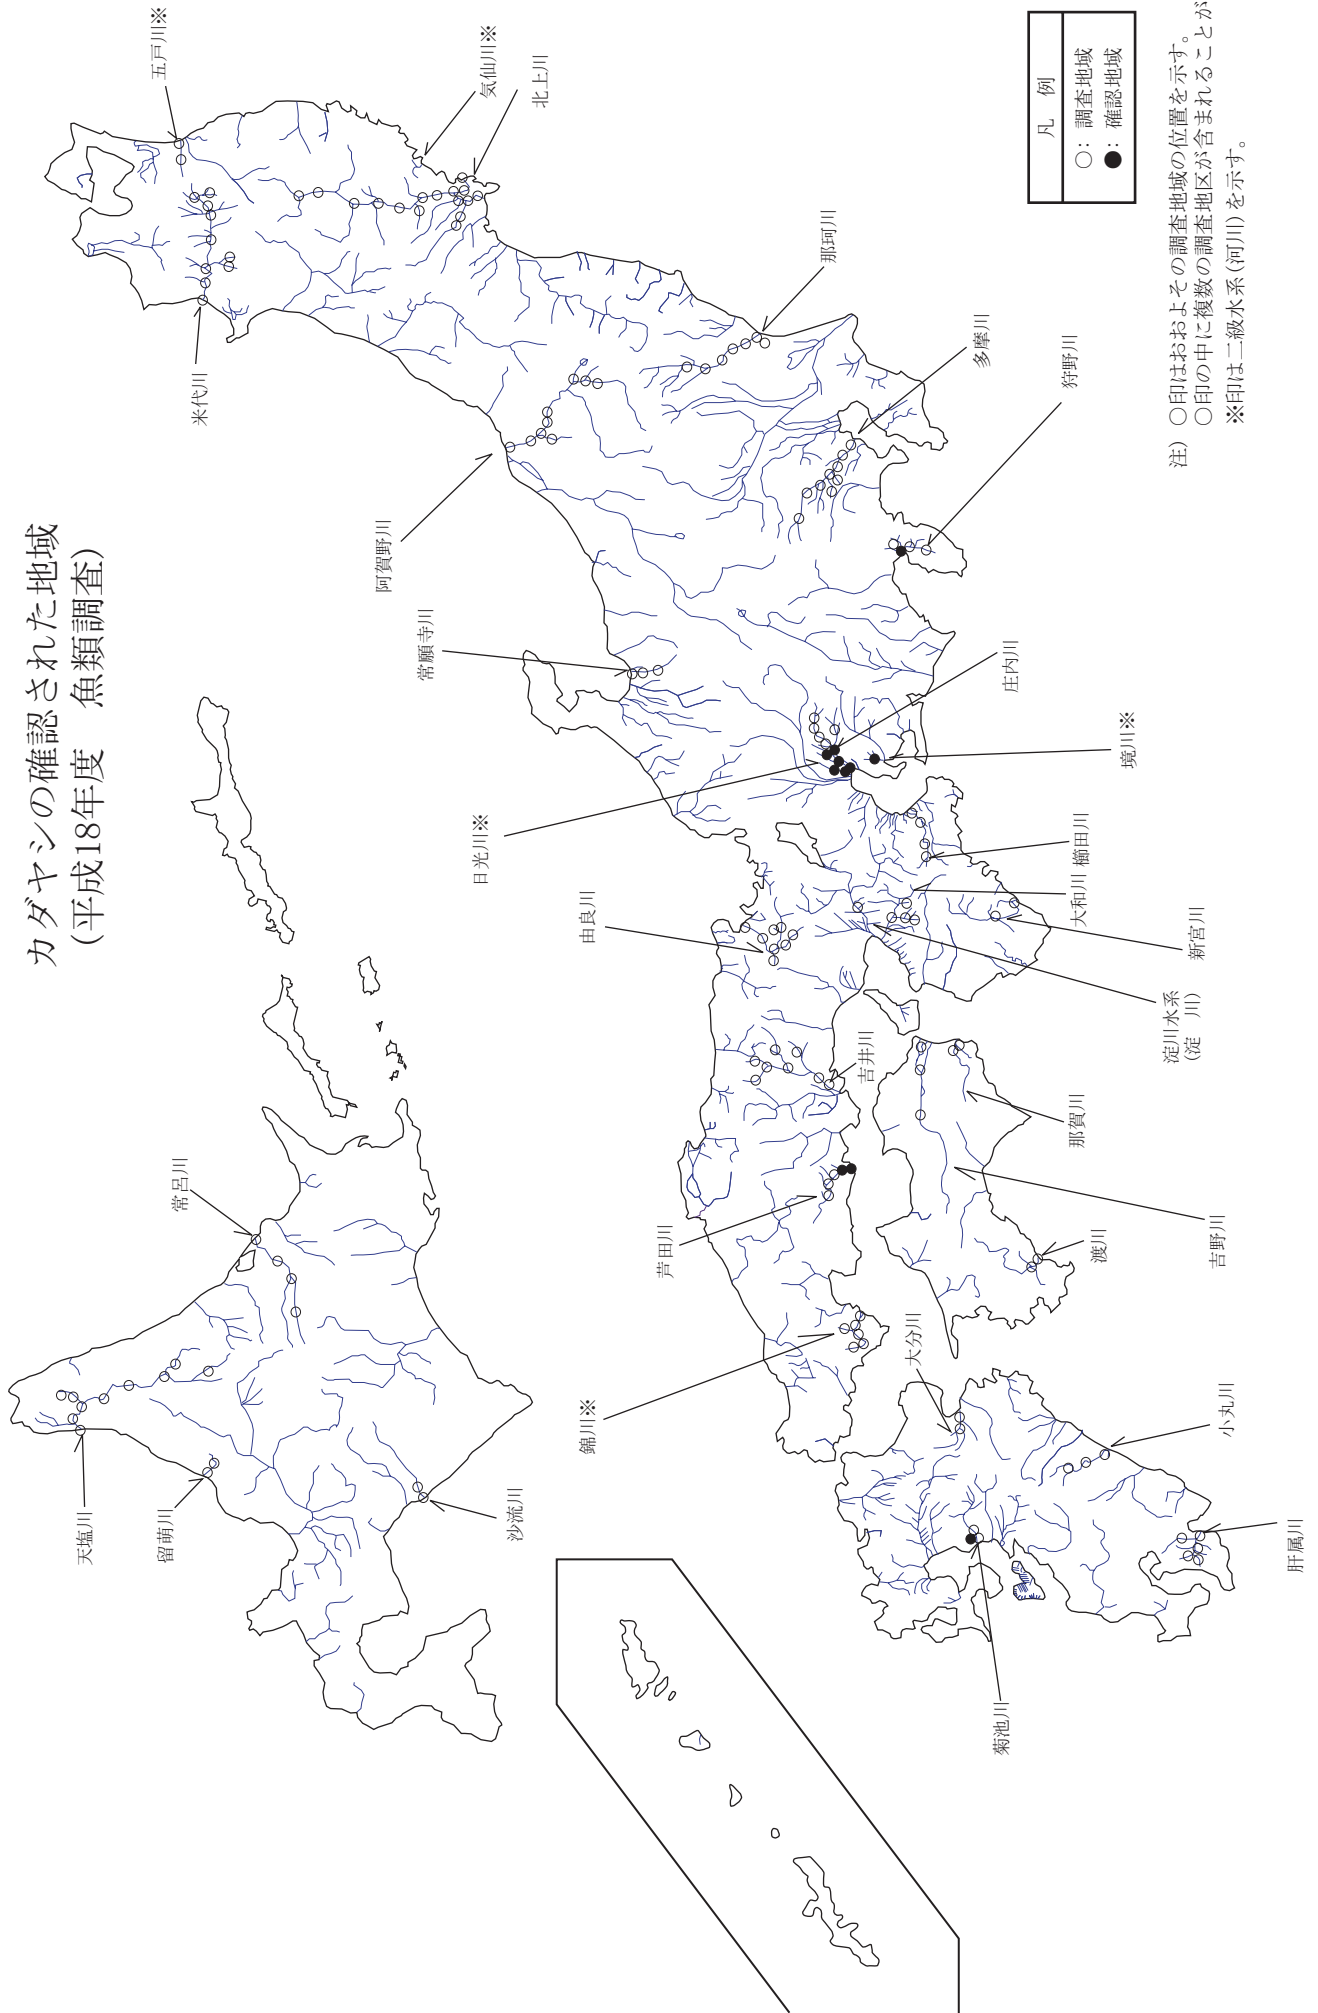 カダヤシの確認された地域
(平成18年度　魚類調査)
五戸川※
気仙川※
北上川
米代川
那珂川
多摩川
狩野川
阿賀野川
常願寺川
庄内川
境川※
日光川※
櫛田川
大和川
新宮川
由良川
淀川水系
(淀　川)
吉井川
那賀川
吉野川
渡川
芦田川
錦川※
大分川
小丸川
肝属川
菊池川
常呂川
天塩川
留萌川
沙流川
凡　例
○：調査地域
●：確認地域
注) ○印はおおよその調査地域の位置を示す。
○印の中に複数の調査地区が含まれることが
※印は二級水系(河川)を示す。